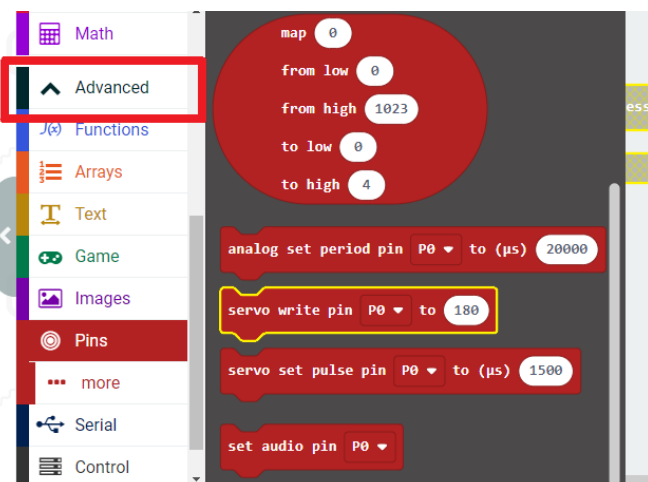 Math
Advanced
J(x) Functions
Arrays
Text
Game
Images
Pins
more
Serial
Control
map 0
from low 0
from high 1023
to low 0
to high 4
analog set period pin P0 to (µs) 20000
servo write pin P0 to 180
servo set pulse pin P0 to (µs) 1500
set audio pin P0
ess